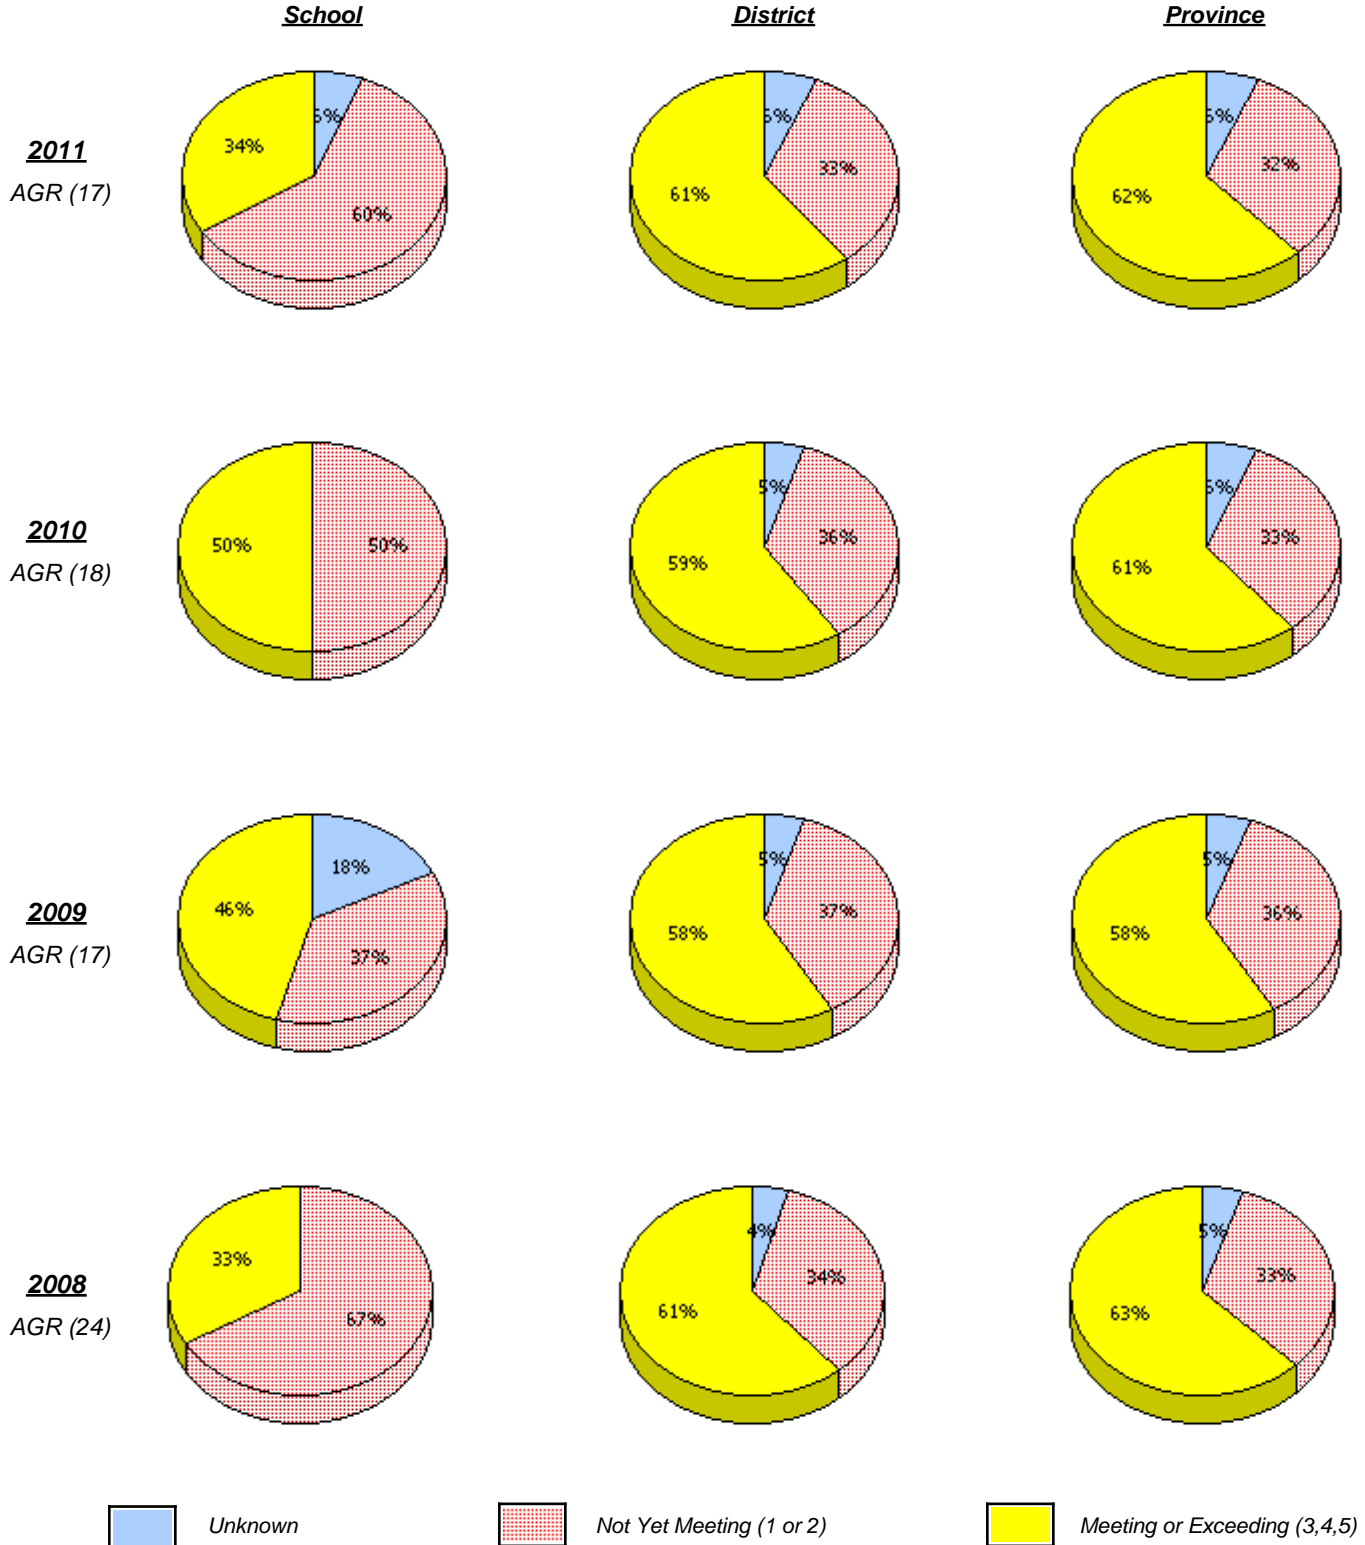 School District Province
6% 6% 6%
2011 34% 33% 32%
AGR (17) 60% 61% 62%
5% 6%
2010 50% 50% 36% 33%
AGR (18) 59% 61%
18% 5% 5%
2009 46% 37% 36%
AGR (17) 37% 58% 58%
4% 5%
2008 33% 34% 33%
AGR (24) 67% 61% 63%
Unknown Not Yet Meeting (1 or 2) Meeting or Exceeding (3,4,5)